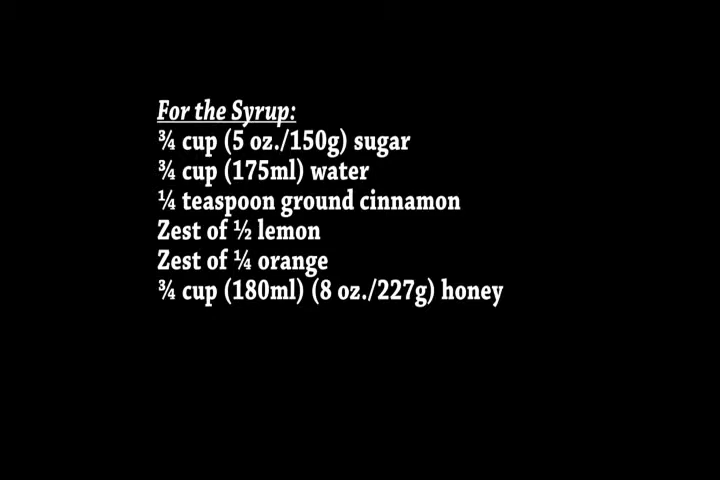 For the Syrup:
¾ cup (5 oz./150g) sugar
¾ cup (175ml) water
¼ teaspoon ground cinnamon
Zest of ½ lemon
Zest of ¼ orange
¾ cup (180ml) (8 oz./227g) honey